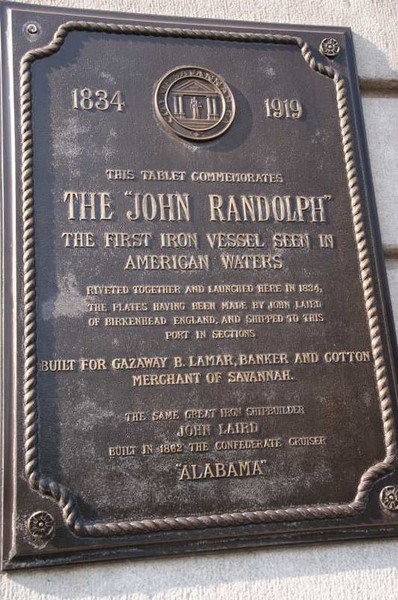 1834 1919
SAVANNAH
THIS TABLET COMMEMORATES
THE "JOHN RANDOLPH"
THE FIRST IRON VESSEL SEEN IN
AMERICAN WATERS
RIVETED TOGETHER AND LAUNCHED HERE IN 1834,
THE PLATES HAVING BEEN MADE BY JOHN LAIRD
OF BIRKENHEAD ENGLAND, AND SHIPPED TO THIS
PORT IN SECTIONS
BUILT FOR GAZAWAY B. LAMAR, BANKER AND COTTON
MERCHANT OF SAVANNAH.
THE SAME GREAT IRON SHIPBUILDER
JOHN LAIRD
BUILT IN 1862 THE CONFEDERATE CRUISER
"ALABAMA"